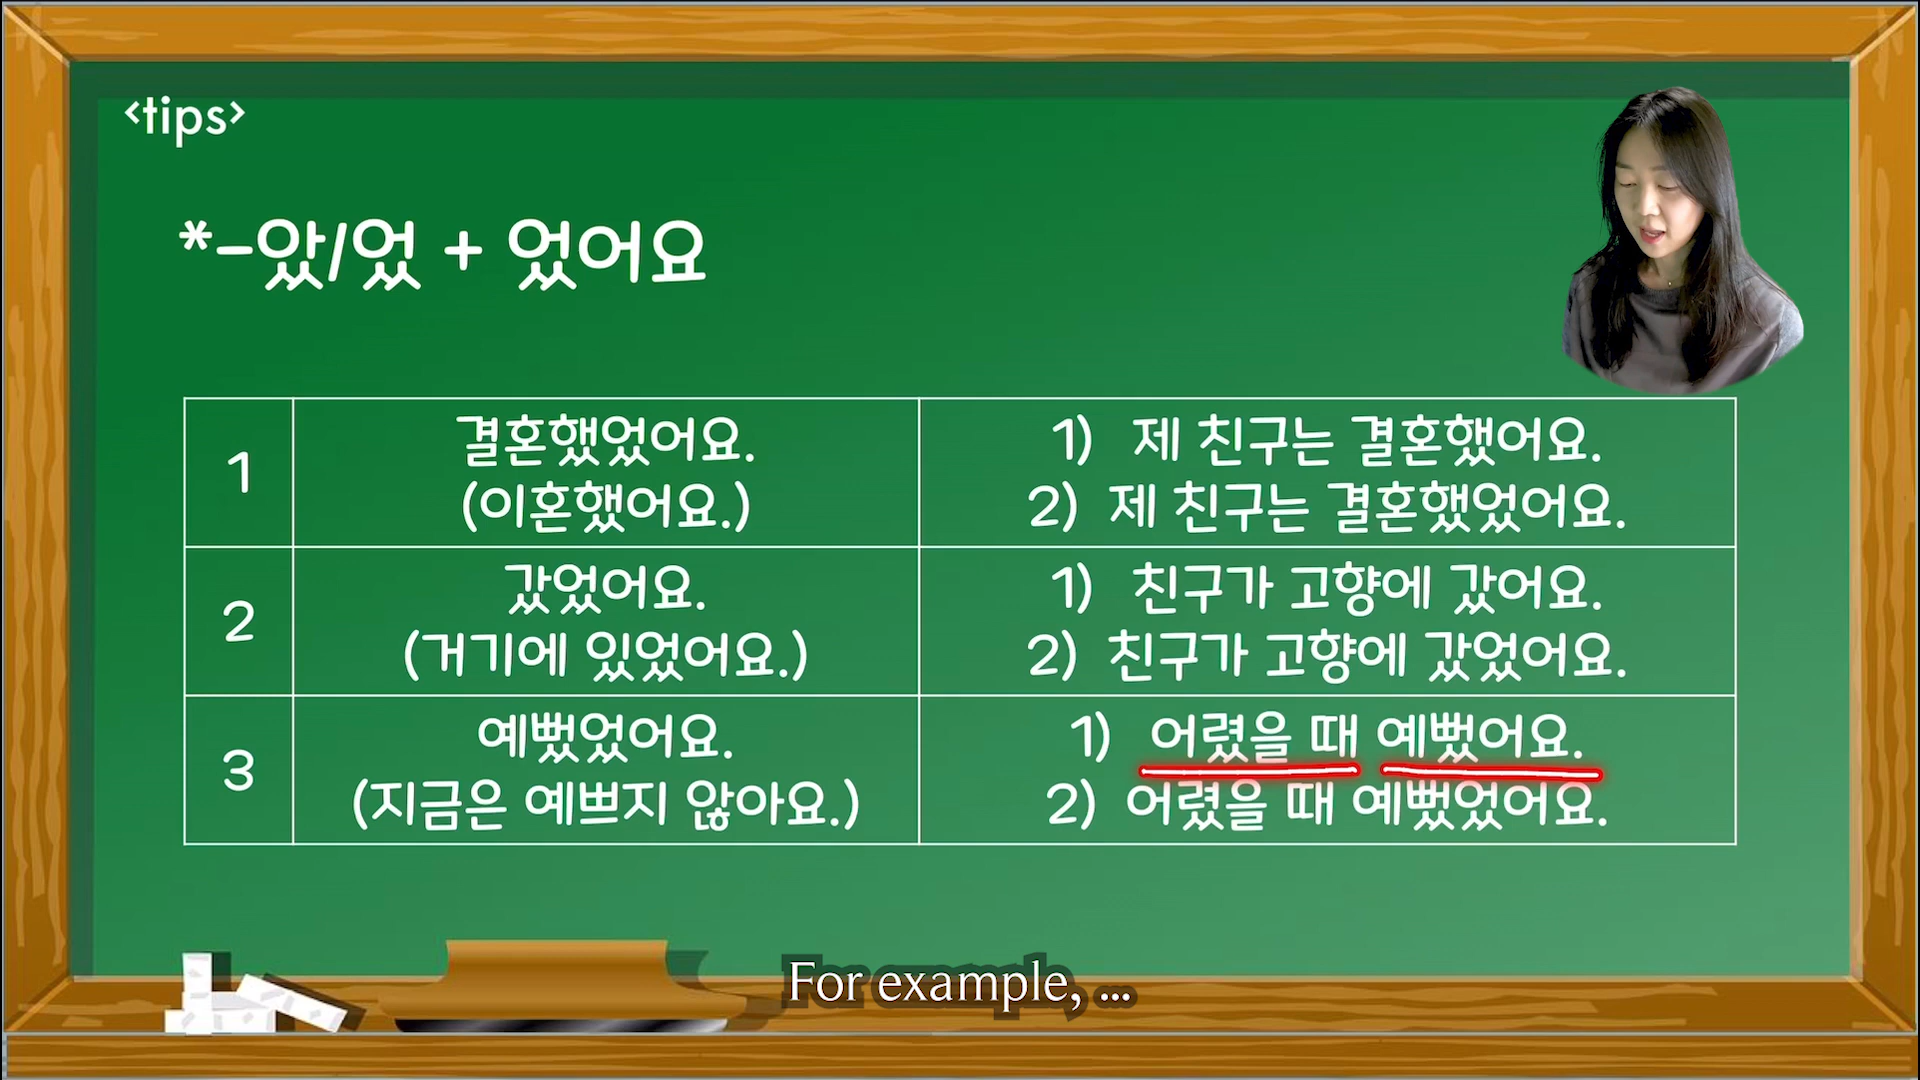 <tips>
*-았/었 + 었어요
1
결혼했었어요.
(이혼했어요.)
1) 제 친구는 결혼했어요.
2) 제 친구는 결혼했었어요.
2
갔었어요.
(거기에 있었어요.)
1) 친구가 고향에 갔어요.
2) 친구가 고향에 갔었어요.
3
예뻤었어요.
(지금은 예쁘지 않아요.)
1) 어렸을 때 예뻤어요.
2) 어렸을 때 예뻤었어요.
For example, ...